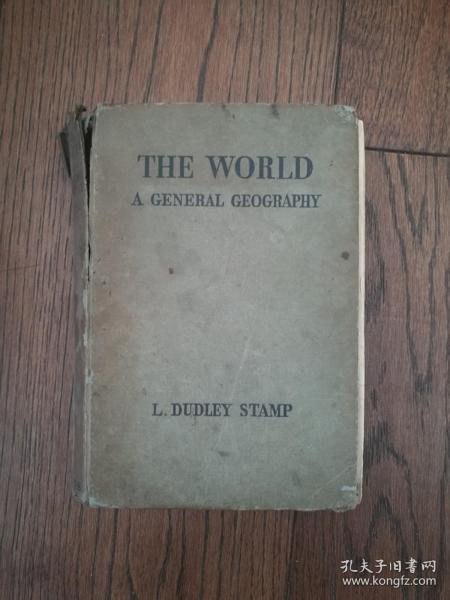 THE WORLD
A GENERAL GEOGRAPHY
L. DUDLEY STAMP
孔夫子旧书网
www.kongfz.com